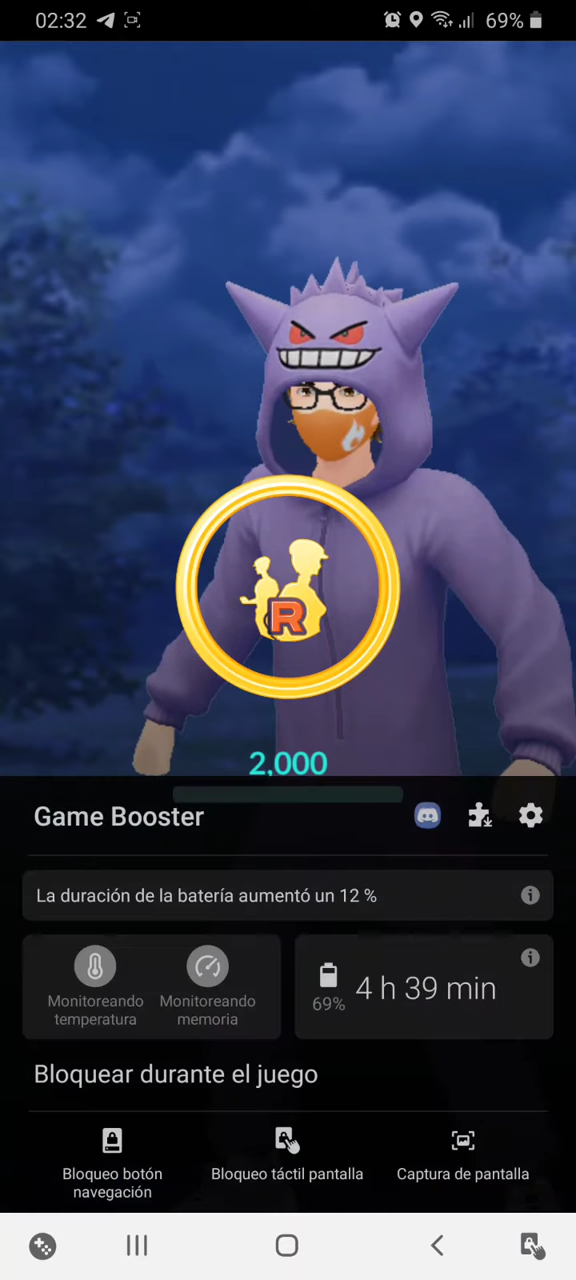 02:32
69%
R
2,000
Game Booster
La duración de la batería aumentó un 12 %
Monitoreando
temperatura
Monitoreando
memoria
69%
4 h 39 min
Bloquear durante el juego
Bloqueo botón
navegación
Bloqueo táctil pantalla
Captura de pantalla